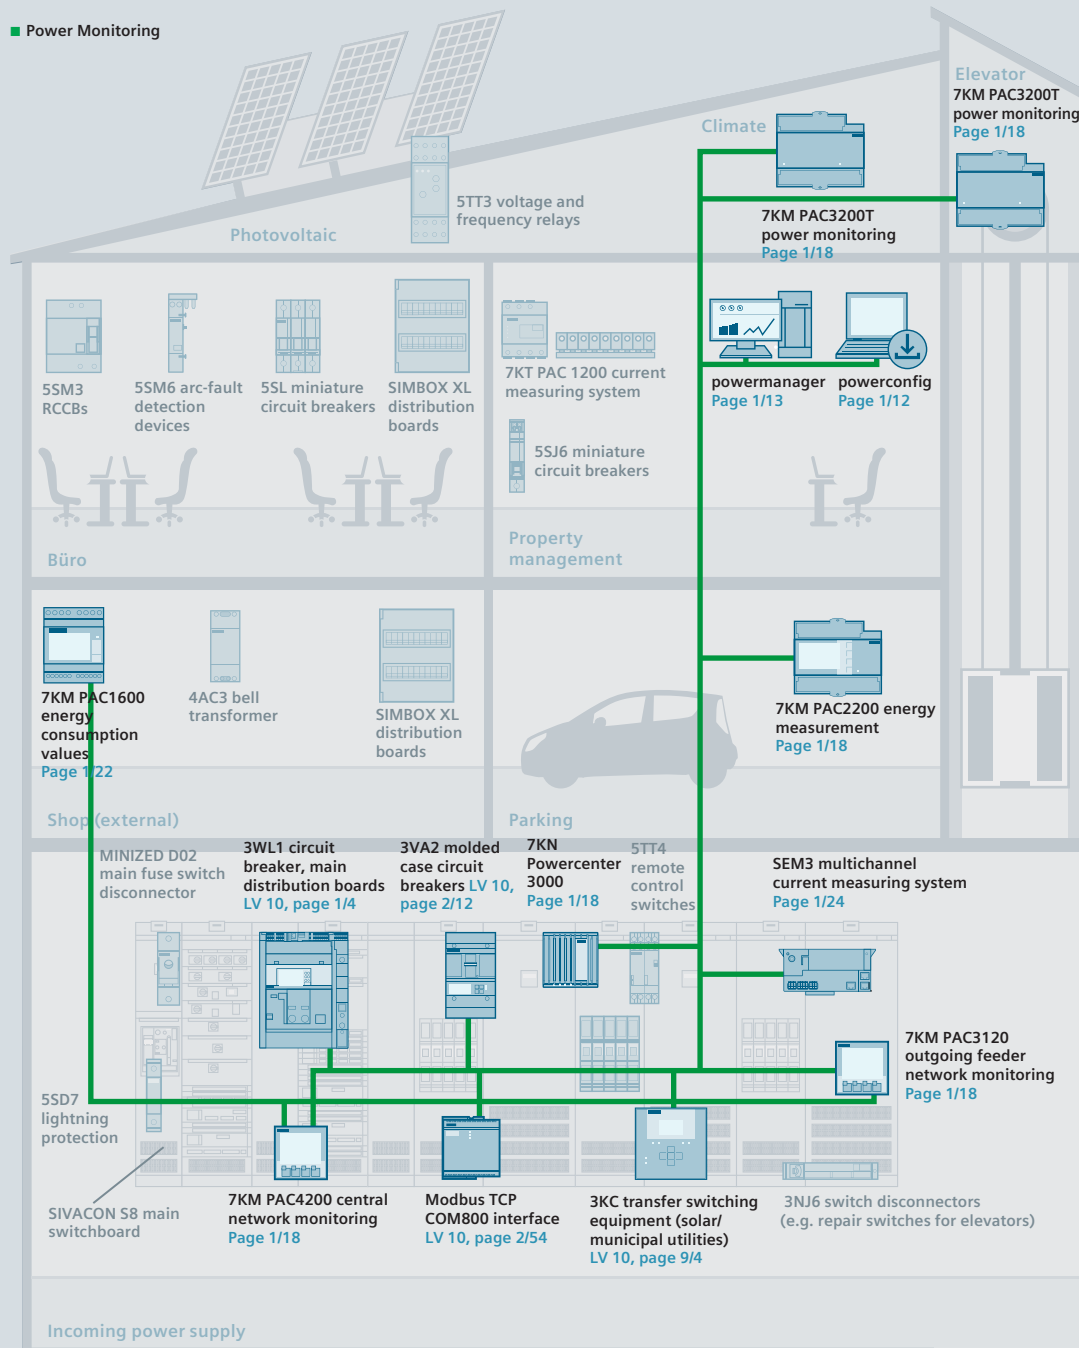 Power Monitoring
Elevator
7KM PAC3200T
power monitoring
Page 1/18
Climate
7KM PAC3200T
power monitoring
Page 1/18
5TT3 voltage and
frequency relays
Photovoltaic
5SM3
RCCBs
5SM6 arc-fault
detection
devices
5SL miniature
circuit breakers
SIMBOX XL
distribution
boards
7KT PAC 1200 current
measuring system
5SJ6 miniature
circuit breakers
powermanager
Page 1/13
powerconfig
Page 1/12
Büro
Property
management
7KM PAC1600
energy
consumption
values
Page 1/22
4AC3 bell
transformer
SIMBOX XL
distribution
boards
7KM PAC2200 energy
measurement
Page 1/18
Shop (external)
Parking
MINIZED D02
main fuse switch
disconnector
3WL1 circuit
breaker, main
distribution boards
LV 10, page 1/4
3VA2 molded
case circuit
breakers LV 10,
page 2/12
7KN
Powercenter
3000
Page 1/18
5TT4
remote
control
switches
SEM3 multichannel
current measuring system
Page 1/24
7KM PAC3120
outgoing feeder
network monitoring
Page 1/18
5SD7
lightning
protection
SIVACON S8 main
switchboard
7KM PAC4200 central
network monitoring
Page 1/18
Modbus TCP
COM800 interface
LV 10, page 2/54
3KC transfer switching
equipment (solar/
municipal utilities)
LV 10, page 9/4
3NJ6 switch disconnectors
(e.g. repair switches for elevators)
Incoming power supply